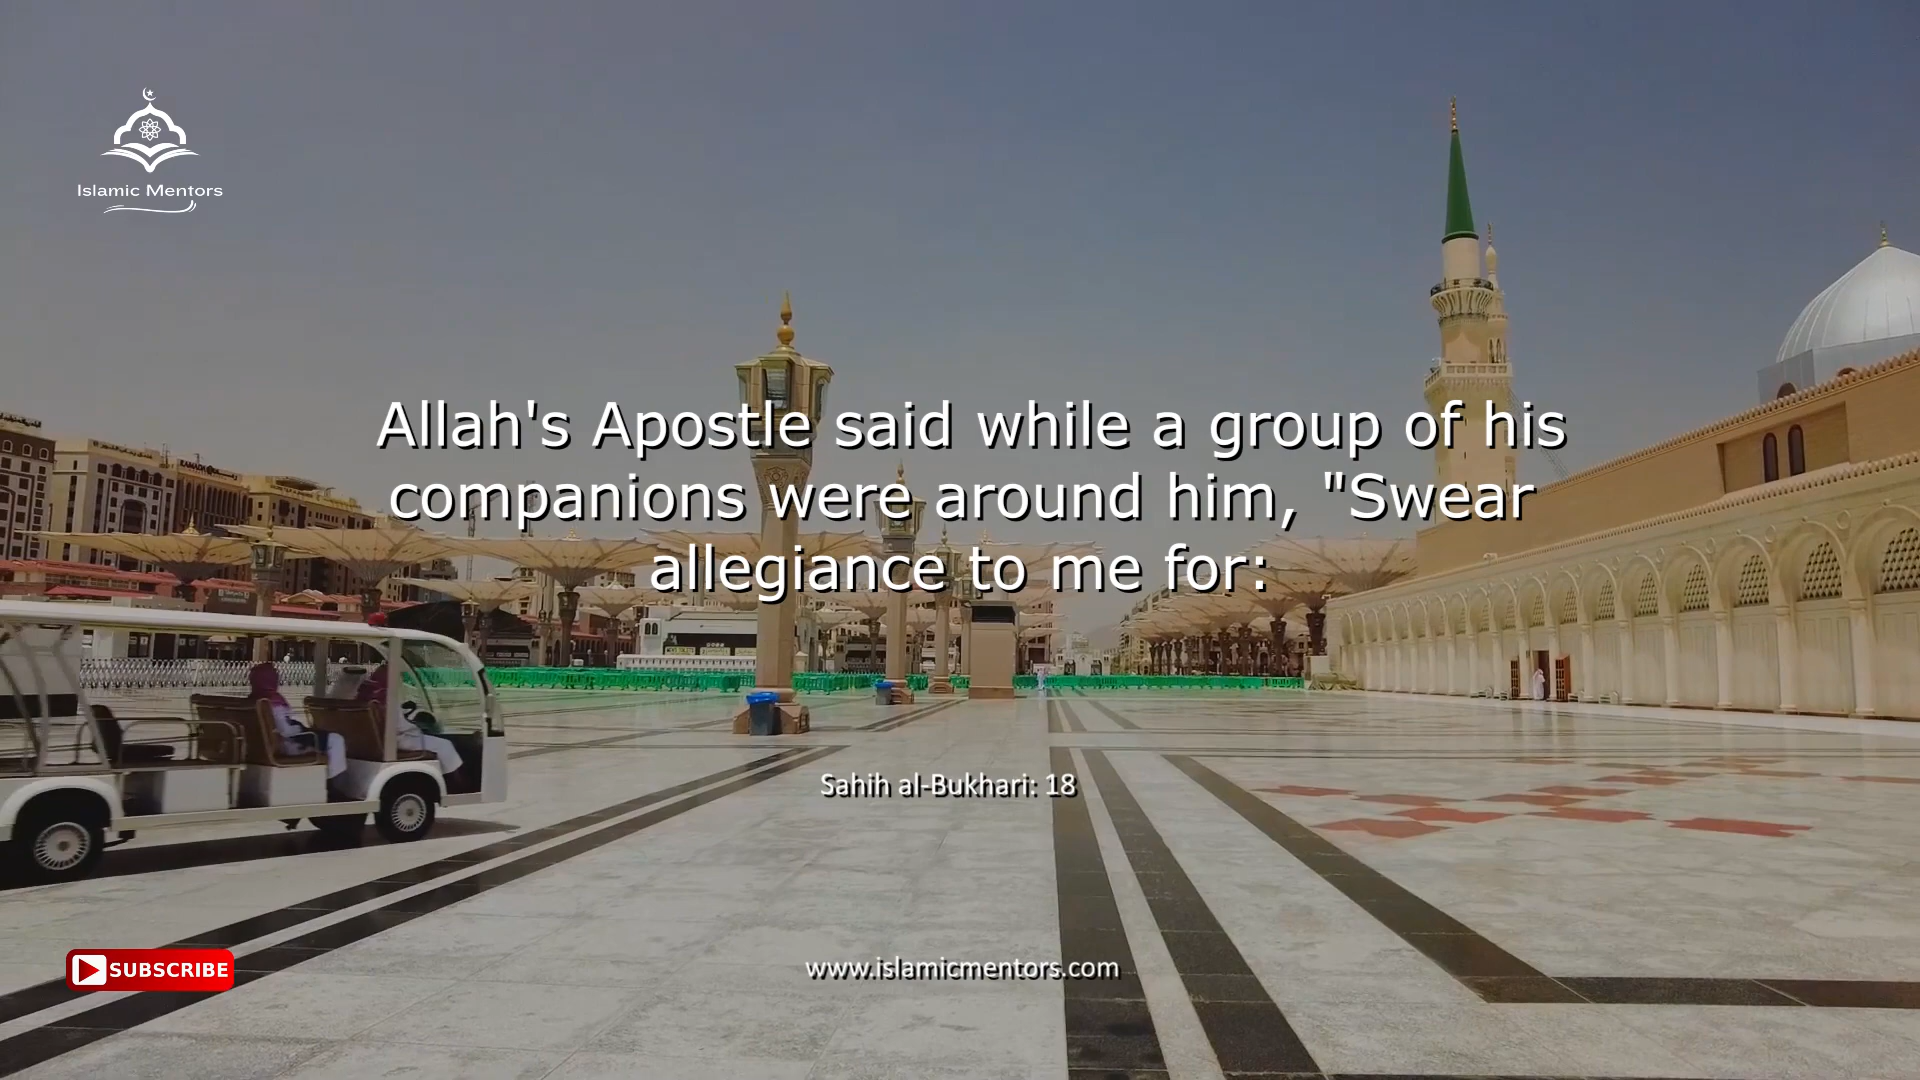 Islamic Mentors
RAMADA
Allah's Apostle said while a group of his
companions were around him, "Swear
allegiance to me for:
Sahih al-Bukhari: 18
SUBSCRIBE
www.islamicmentors.com